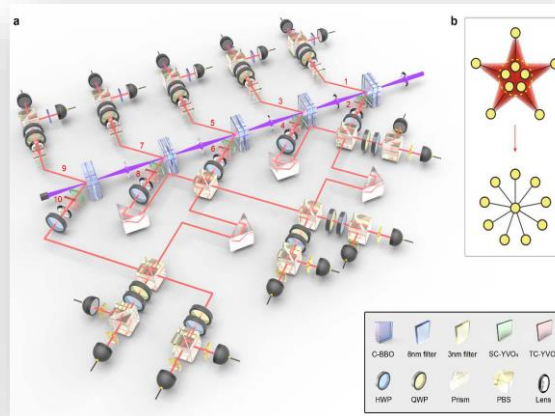 a
b
1
2
3
4
5
6
7
8
9
10
C-BBO 8nm filter 3nm filter SC-YVO₄ TC-YVO₄
HWP QWP Prism PBS Lens